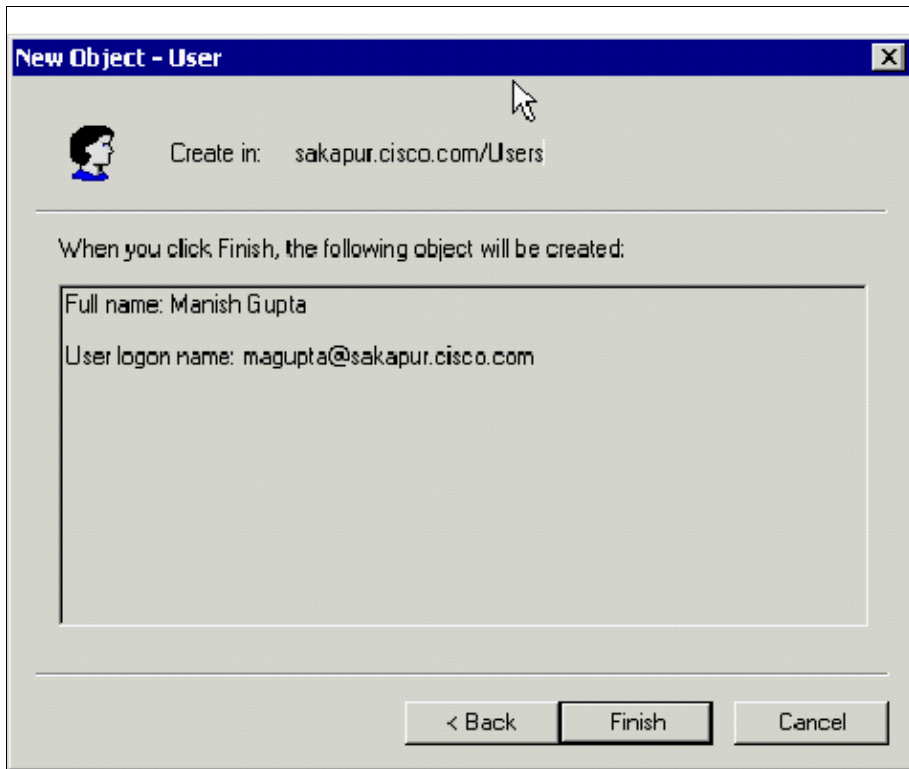 New Object - User
Create in: sakapur.cisco.com/Users
When you click Finish, the following object will be created:
Full name: Manish Gupta
User logon name: magupta@sakapur.cisco.com
< Back Finish Cancel